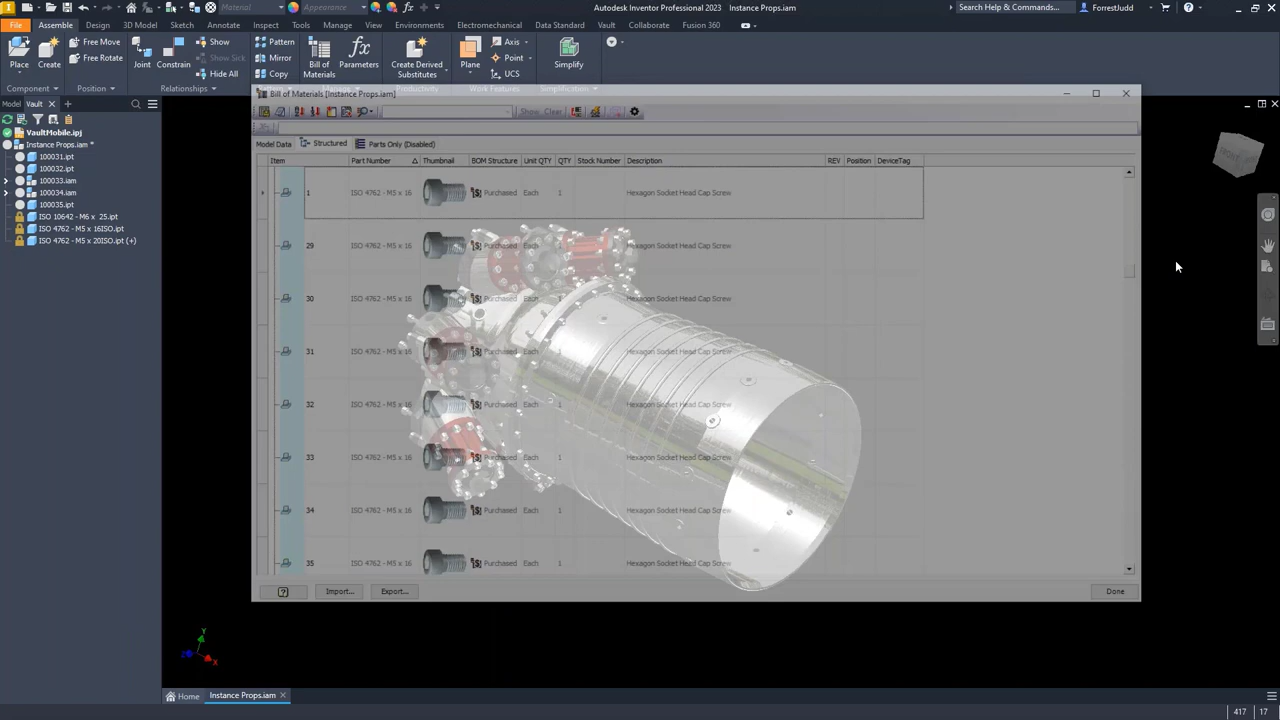 Material
Appearance
Autodesk Inventor Professional 2023 Instance Props.iam
Search Help & Commands...
ForrestJudd
File Assemble Design 3D Model Sketch Annotate Inspect Tools Manage View Environments Electromechanical Data Standard Vault Collaborate Fusion 360
Place
Create
Free Move
Free Rotate
Joint
Constrain
Show
Show Sick
Hide All
Pattern
Mirror
Copy
Bill of
Materials
Parameters
Create Derived
Substitutes
Plane
Axis
Point
UCS
Simplify
Component
Position
Relationships
Productivity
Work Features
Model Vault
VaultMobile.ipj
Instance Props.iam *
100031.ipt
100032.ipt
100033.iam
100034.iam
100035.ipt
ISO 10642 - M6 x 25.ipt
ISO 4762 - M5 x 16ISO.ipt
ISO 4762 - M5 x 20ISO.ipt (+)
Bill of Materials [Instance Props.iam]
Show: Clear
Model Data Structured Parts Only (Disabled)
Item Part Number Thumbnail BOM Structure Unit QTY QTY Stock Number Description REV Position DeviceTag
1 ISO 4762 - M5 x 16 Purchased Each 1 Hexagon Socket Head Cap Screw
29 ISO 4762 - M5 x 16 Purchased Each 1 Hexagon Socket Head Cap Screw
30 ISO 4762 - M5 x 16 Purchased Each 1 Hexagon Socket Head Cap Screw
31 ISO 4762 - M5 x 16 Purchased Each 1 Hexagon Socket Head Cap Screw
32 ISO 4762 - M5 x 16 Purchased Each 1 Hexagon Socket Head Cap Screw
33 ISO 4762 - M5 x 16 Purchased Each 1 Hexagon Socket Head Cap Screw
34 ISO 4762 - M5 x 16 Purchased Each 1 Hexagon Socket Head Cap Screw
35 ISO 4762 - M5 x 16 Purchased Each 1 Hexagon Socket Head Cap Screw
Import...
Export...
Done
FRONT
Y
Z
X
Home
Instance Props.iam
417 17